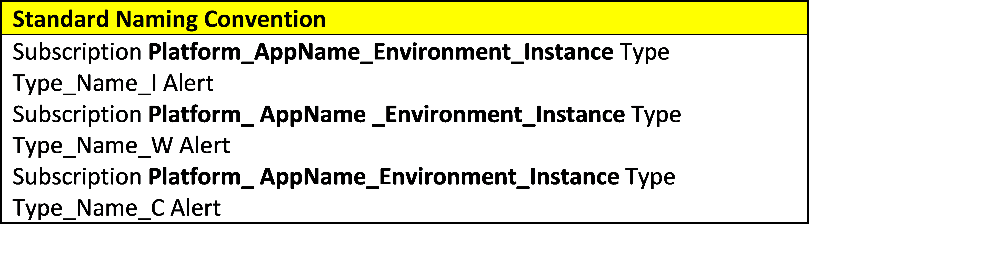 Standard Naming Convention
Subscription Platform_AppName_Environment_Instance Type
Type_Name_I Alert
Subscription Platform_ AppName _Environment_Instance Type
Type_Name_W Alert
Subscription Platform_ AppName_Environment_Instance Type
Type_Name_C Alert